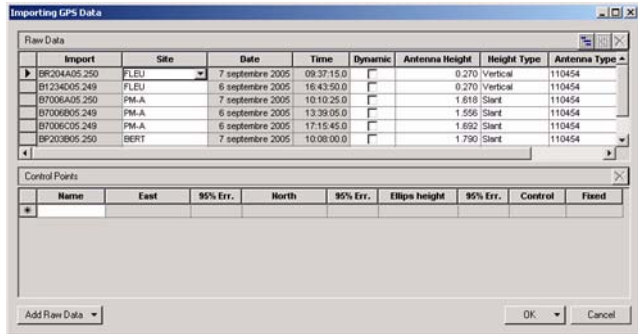 Importing GPS Data
Raw Data
Import Site Date Time Dynamic Antenna Height Height Type Antenna Type
BR204A05.250 FLEU 7 septembre 2005 09:37:15.0 0.270 Vertical 110454
B1234D05.249 FLEU 6 septembre 2005 16:43:50.0 0.270 Vertical 110454
B7006A05.250 PM-A 7 septembre 2005 10:10:25.0 1.618 Slant 110454
B7006B05.249 PM-A 6 septembre 2005 13:39:05.0 1.556 Slant 110454
B7006C05.249 PM-A 6 septembre 2005 17:15:45.0 1.692 Slant 110454
BP203B05.250 BERT 7 septembre 2005 10:08:00.0 1.790 Slant 110454
Control Points
Name East 95% Err. North 95% Err. Ellips height 95% Err. Control Fixed
Add Raw Data OK Cancel